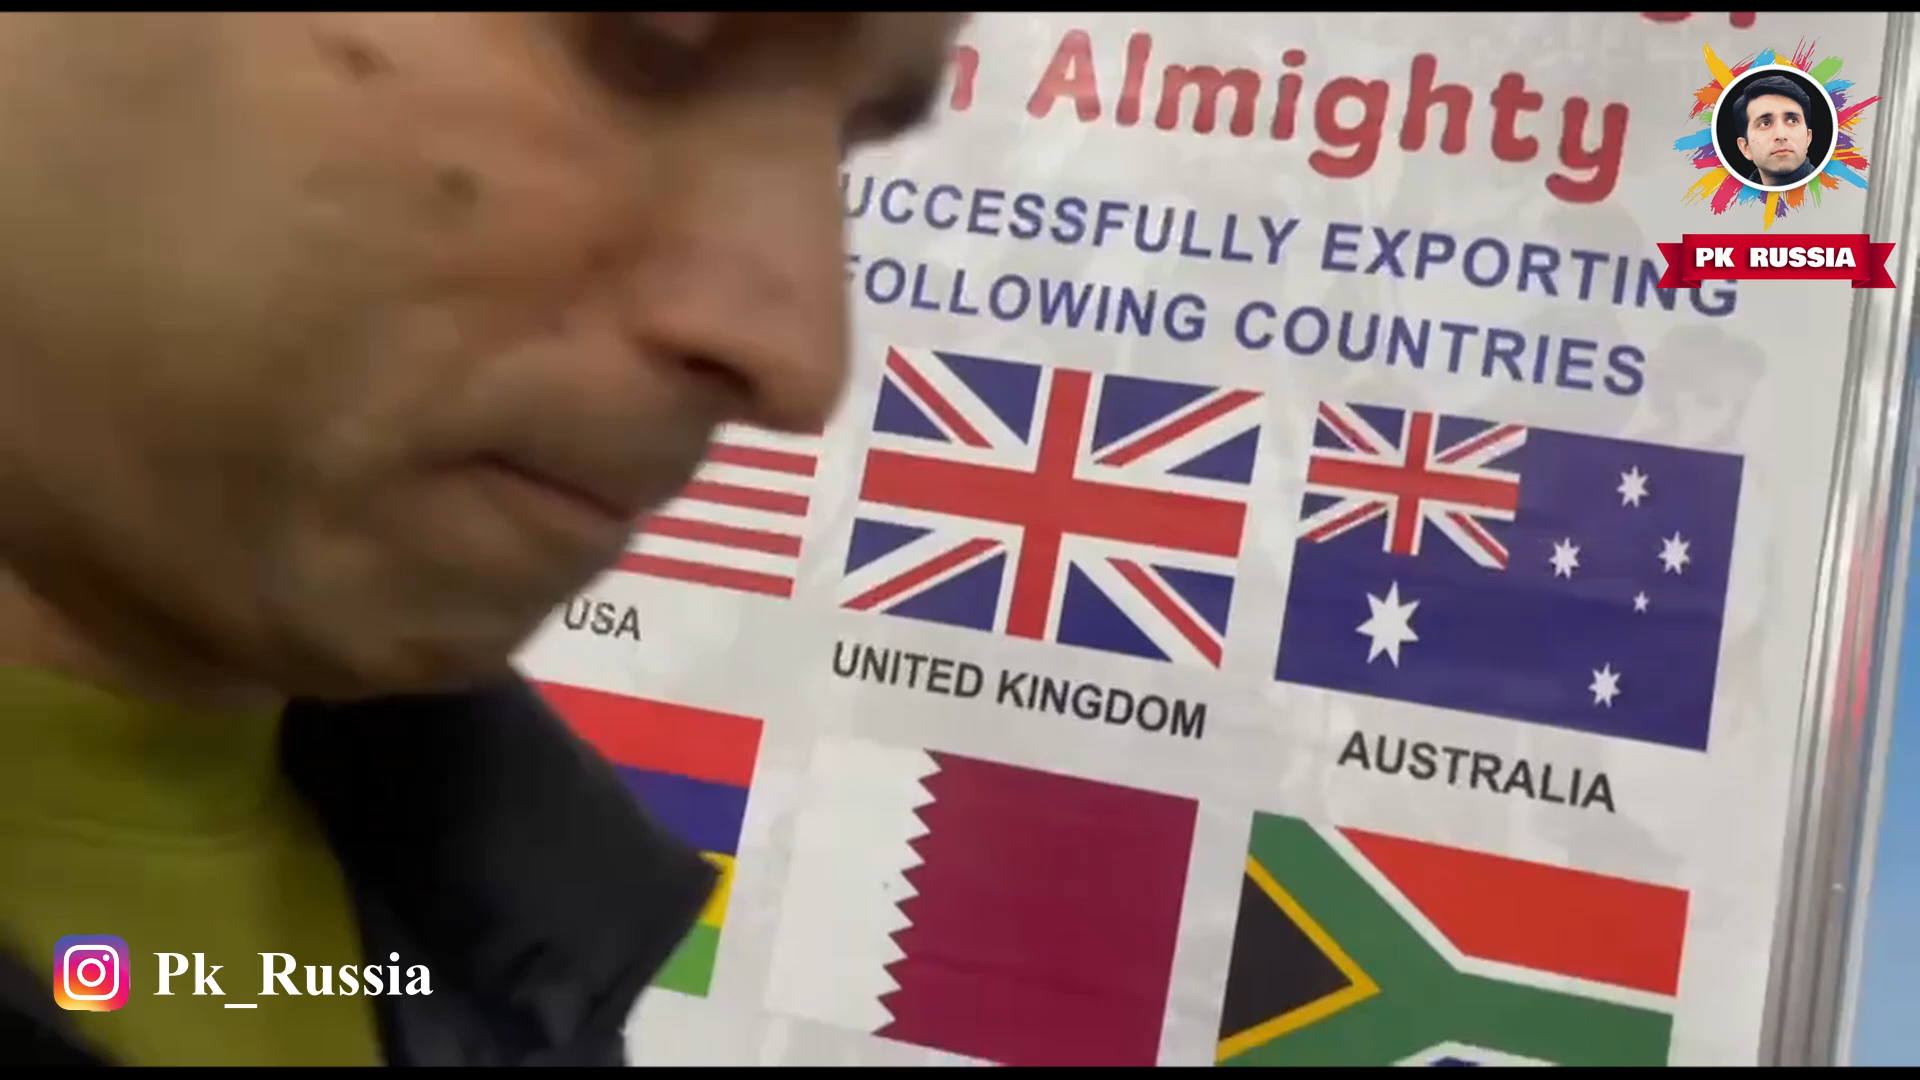 Almighty
UCCESSFULLY EXPORTING
FOLLOWING COUNTRIES
PK RUSSIA
USA
UNITED KINGDOM
AUSTRALIA
Pk_Russia